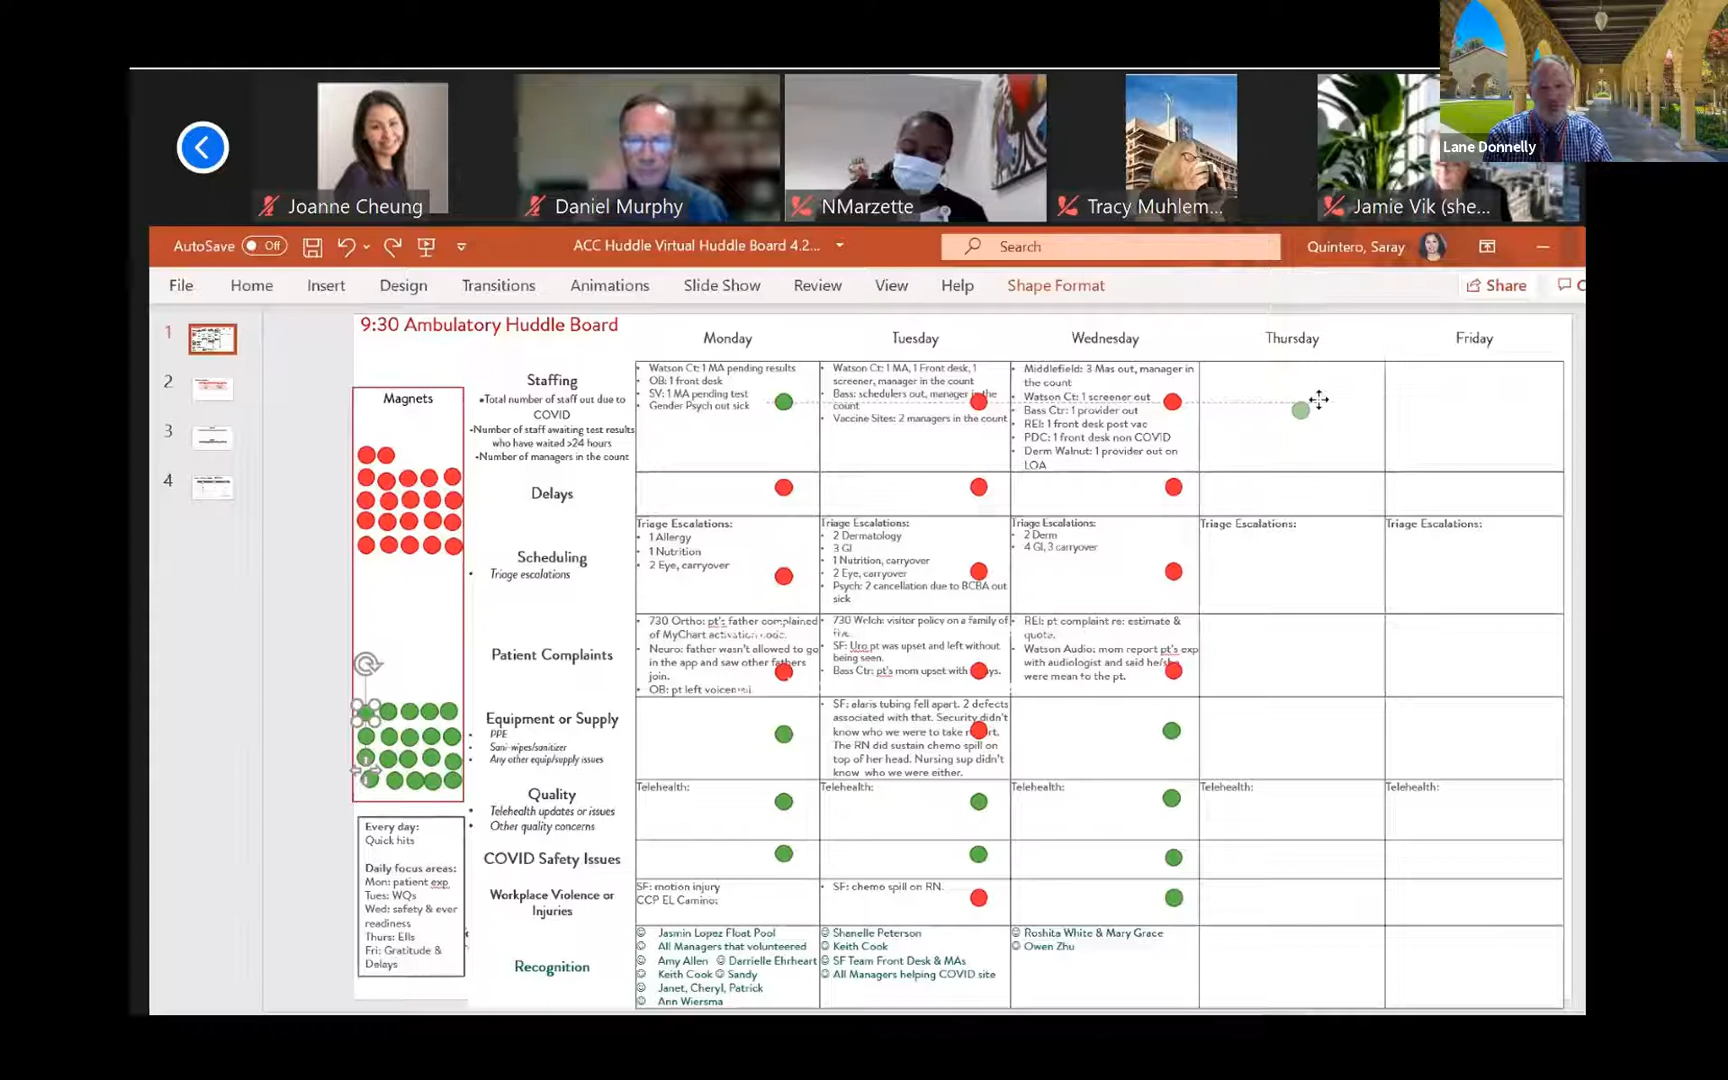 Lane Donnelly
Joanne Cheung
Daniel Murphy
NMarzette
Tracy Muhlem...
Jamie Vik (she...
AutoSave Off
ACC Huddle Virtual Huddle Board 4.2...
Search
Quintero, Saray
File Home Insert Design Transitions Animations Slide Show Review View Help Shape Format Share
1
2
3
4
9:30 Ambulatory Huddle Board
Monday Tuesday Wednesday Thursday Friday
Magnets
Staffing
•Total number of staff out due to
COVID
•Number of staff awaiting test results
who have waited >24 hours
•Number of managers in the count
• Watson Ct: 1 MA pending results
• OB: 1 front desk
• SV: 1 MA pending test
• Gender Psych out sick
• Watson Ct: 1 MA, 1 Front desk, 1
screener, manager in the count
• Bass: schedulers out, manager in the
count
• Vaccine Sites: 2 managers in the count
• Middlefield: 3 Mas out, manager in
the count
• Watson Ct: 1 screener out
• Bass Ctr: 1 provider out
• REI: 1 front desk post vac
• PDC: 1 front desk non COVID
• Derm Walnut: 1 provider out on
LOA
Delays
Scheduling
• Triage escalations
Triage Escalations:
• 1 Allergy
• 1 Nutrition
• 2 Eye, carryover
Triage Escalations:
• 2 Dermatology
• 3 GI
• 1 Nutrition, carryover
• 2 Eye, carryover
• Psych: 2 cancellation due to BCBA out
sick
Triage Escalations:
• 2 Derm
• 4 GI, 3 carryover
Triage Escalations:
Triage Escalations:
Patient Complaints
• 730 Ortho: pt's father complained
of MyChart activation code.
• Neuro: father wasn't allowed to go
in the app and saw other fathers
join.
• OB: pt left voicemail.
• 730 Welch: visitor policy on a family of
five.
• SF: Uro pt was upset and left without
being seen.
• Bass Ctr: pt's mom upset with
• REI: pt complaint re: estimate &
quote.
• Watson Audio: mom report pt's exp
with audiologist and said he/she
were mean to the pt.
Equipment or Supply
• PPE
• Sani-wipes/sanitizer
• Any other equip/supply issues
• SF: alaris tubing fell apart. 2 defects
associated with that. Security didn't
know who we were to take report.
The RN did sustain chemo spill on
top of her head. Nursing sup didn't
know who we were either.
Quality
• Telehealth updates or issues
• Other quality concerns
Telehealth:
Telehealth:
Telehealth:
Telehealth:
Telehealth:
COVID Safety Issues
Workplace Violence or
Injuries
SF: motion injury
CCP EL Camino:
• SF: chemo spill on RN.
Recognition
Jasmin Lopez Float Pool
All Managers that volunteered
Amy Allen Darrielle Ehrheart
Keith Cook Sandy
Janet, Cheryl, Patrick
Ann Wiersma
Shanelle Peterson
Keith Cook
SF Team Front Desk & MAs
All Managers helping COVID site
Roshita White & Mary Grace
Owen Zhu
Every day:
Quick hits
Daily focus areas:
Mon: patient exp
Tues: WQs
Wed: safety & ever
readiness
Thurs: Ells
Fri: Gratitude &
Delays